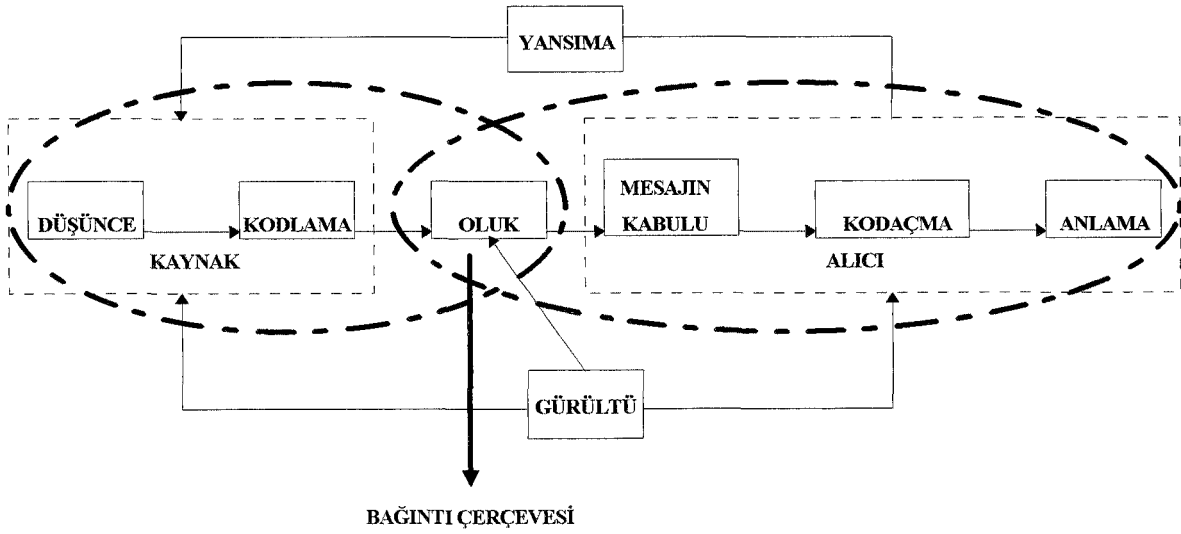 YANSIMA
DÜŞÜNCE
KODLAMA
KAYNAK
OLUK
MESAJIN
KABULU
KODAÇMA
ANLAMA
ALICI
GÜRÜLTÜ
BAĞINTI ÇERÇEVESİ